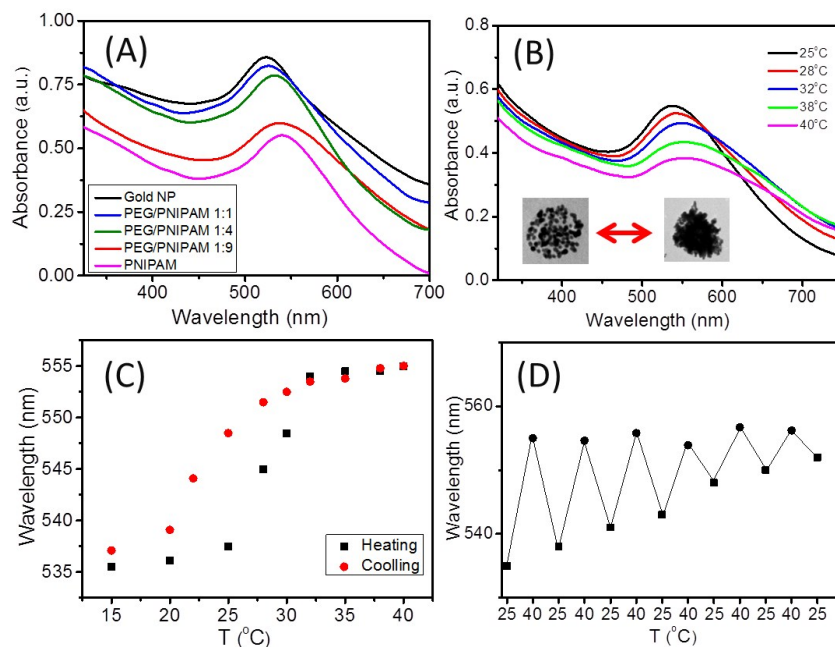 (A)
Absorbance (a.u.)
1.00
0.75
0.50
0.25
0.00
Gold NP
PEG/PNIPAM 1:1
PEG/PNIPAM 1:4
PEG/PNIPAM 1:9
PNIPAM
400 500 600 700
Wavelength (nm)
(B)
Absorbance (a.u.)
0.8
0.6
0.4
0.2
0.0
25°C
28°C
32°C
38°C
40°C
400 500 600 700
Wavelength (nm)
(C)
Wavelength (nm)
555
550
545
540
535
Heating
Coolling
15 20 25 30 35 40
T (°C)
(D)
Wavelength (nm)
560
540
25 40 25 40 25 40 25 40 25 40 25 40 25
T (°C)